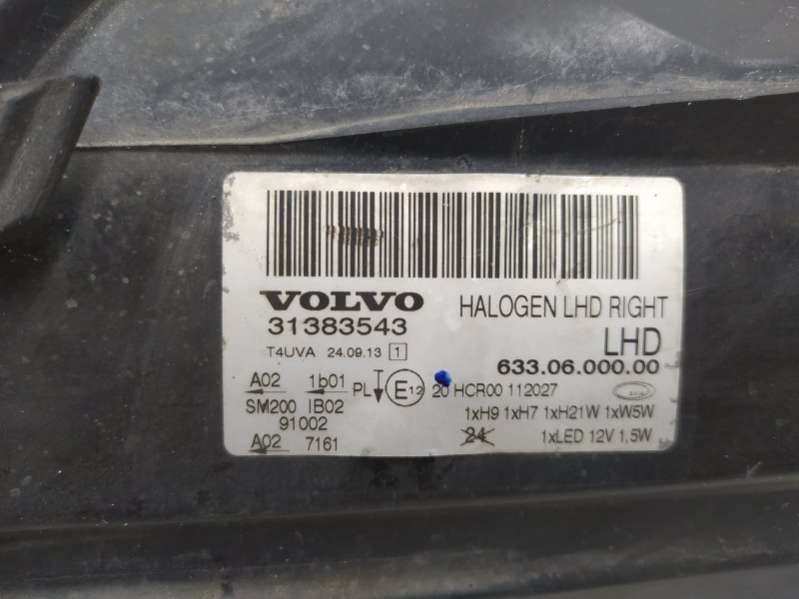 VOLVO HALOGEN LHD RIGHT
31383543 LHD
T4UVA 24.09.13 1 633.06.000.00
A02 1b01 PL E12 20 HCR00 112027
SM200 IB02 1xH9 1xH7 1xH21W 1xW5W
91002 24 1xLED 12V 1,5W
A02 7161